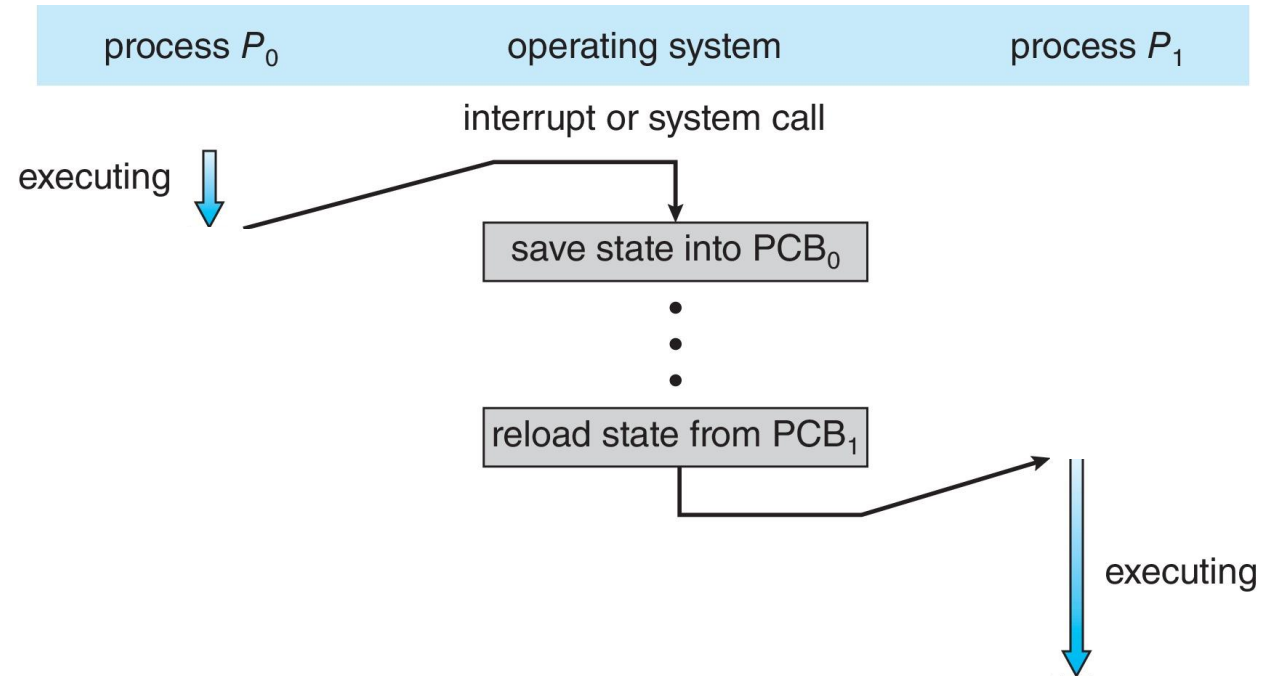 process P0 operating system process P1
interrupt or system call
executing
save state into PCB0
reload state from PCB1
executing